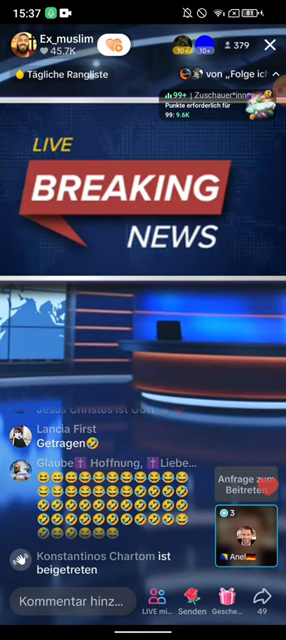 15:37
81
Ex_muslim
45.7K
10+
10+
379
Tägliche Rangliste
von „Folge ich
99+ | Zuschauer*innen
Punkte erforderlich für
99: 9.6K
LIVE
BREAKING
NEWS
Jesus Christus ist Gott
Lancia First
Getragen🤣
Glaube✝️ Hoffnung, ✝️Liebe...
Anfrage zum
Beitreten
3
Anel🇩🇪
Konstantinos Chartom ist
beigetreten
Kommentar hinz...
LIVE mi...
Senden
Gesche...
49